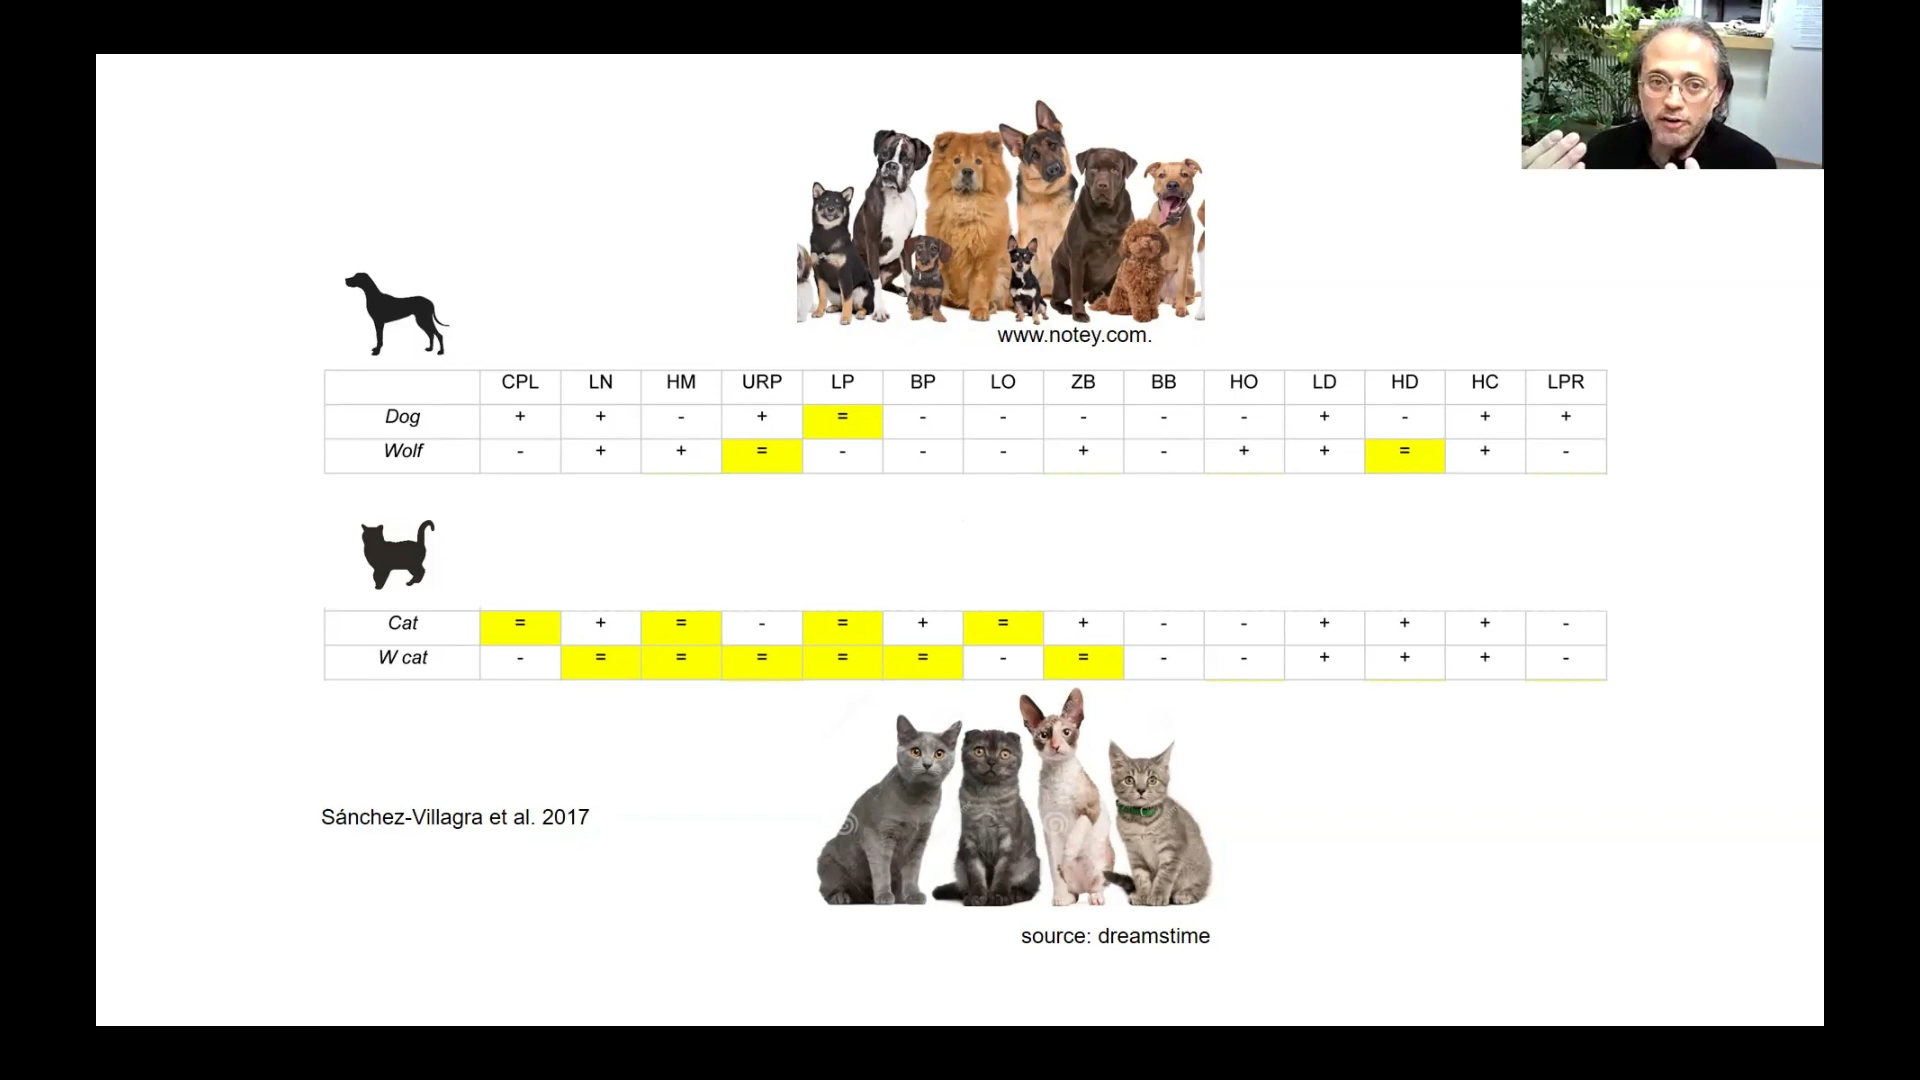 www.notey.com.
CPL LN HM URP LP BP LO ZB BB HO LD HD HC LPR
Dog + + - + = - - - - - + - + +
Wolf - + + = - - - + - + + = + -
Cat = + = - = + = + - - + + + -
W cat - = = = = = - = - - + + + -
Sánchez-Villagra et al. 2017
source: dreamstime